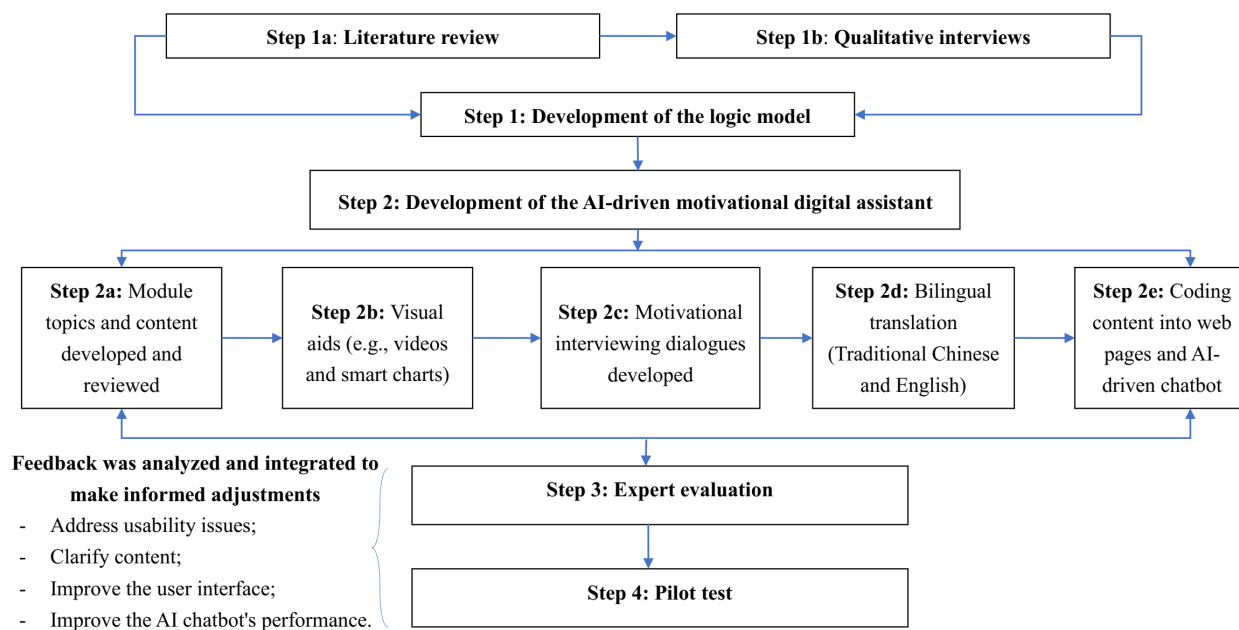 Step 1a: Literature review
Step 1b: Qualitative interviews
Step 1: Development of the logic model
Step 2: Development of the AI-driven motivational digital assistant
Step 2a: Module
topics and content
developed and
reviewed
Step 2b: Visual
aids (e.g., videos
and smart charts)
Step 2c: Motivational
interviewing dialogues
developed
Step 2d: Bilingual
translation
(Traditional Chinese
and English)
Step 2e: Coding
content into web
pages and AI-
driven chatbot
Feedback was analyzed and integrated to
make informed adjustments
- Address usability issues;
- Clarify content;
- Improve the user interface;
- Improve the AI chatbot's performance.
Step 3: Expert evaluation
Step 4: Pilot test